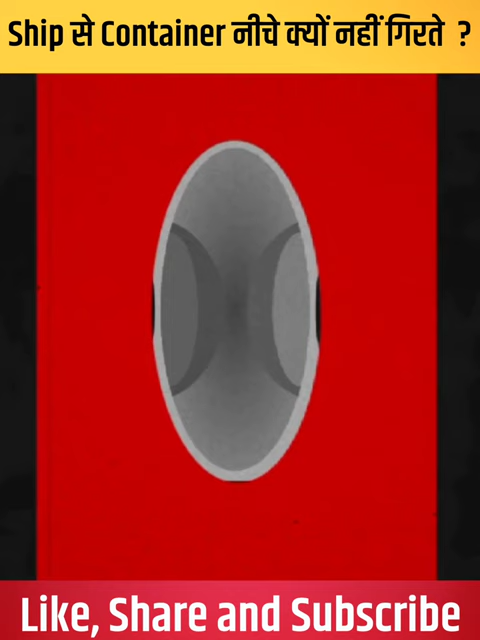 Ship से Container नीचे क्यों नहीं गिरते ?
Like, Share and Subscribe